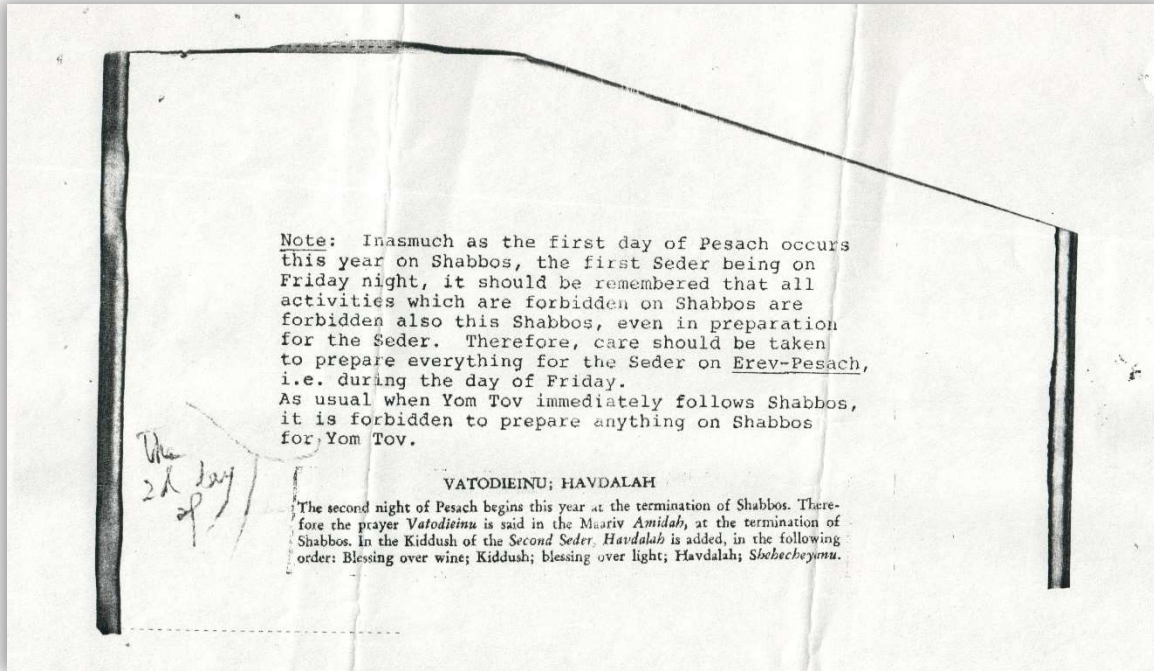 Note: Inasmuch as the first day of Pesach occurs
this year on Shabbos, the first Seder being on
Friday night, it should be remembered that all
activities which are forbidden on Shabbos are
forbidden also this Shabbos, even in preparation
for the Seder. Therefore, care should be taken
to prepare everything for the Seder on Erev-Pesach,
i.e. during the day of Friday.
As usual when Yom Tov immediately follows Shabbos,
it is forbidden to prepare anything on Shabbos
for Yom Tov.
The
2d day
of
VATODIEINU; HAVDALAH
The second night of Pesach begins this year at the termination of Shabbos. There-
fore the prayer Vatodieinu is said in the Maariv Amidah, at the termination of
Shabbos. In the Kiddush of the Second Seder, Havdalah is added, in the following
order: Blessing over wine; Kiddush; blessing over light; Havdalah; Shehecheyanu.